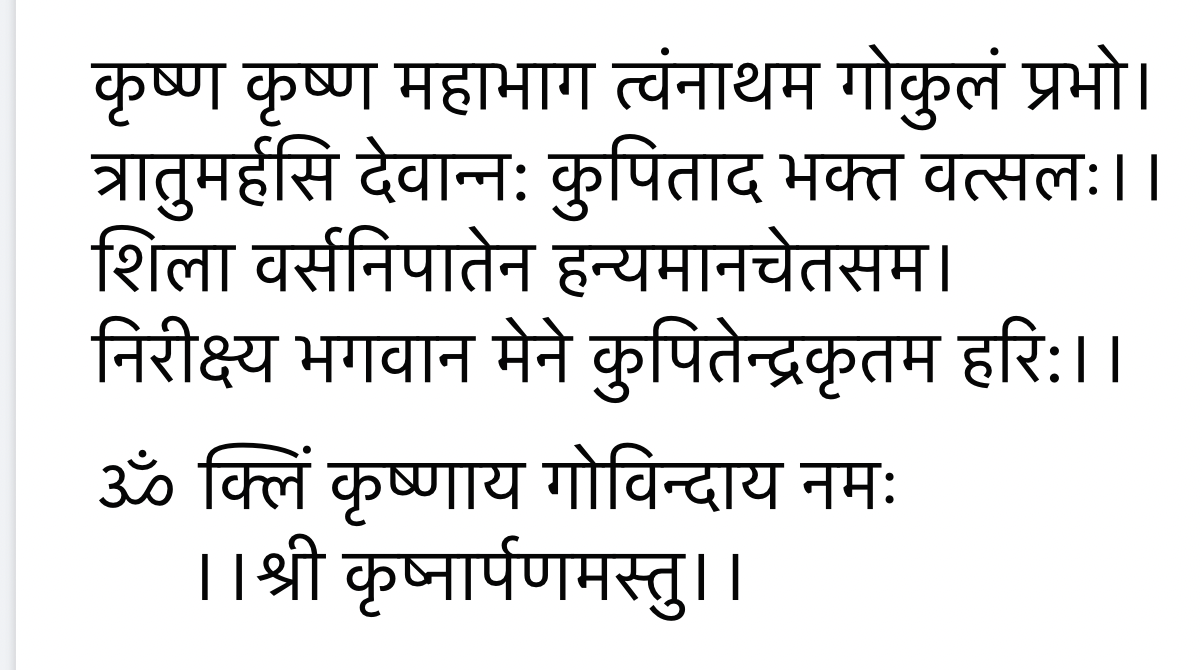 कृष्ण कृष्ण महाभाग त्वंनाथम गोकुलं प्रभो।
त्रातुमर्हसि देवान्न: कुपिताद भक्त वत्सलः।।
शिला वर्सनिपातेन हन्यमानचेतसम।
निरीक्ष्य भगवान मेने कुपितेन्द्रकृतम हरि:।।
ॐ क्लिं कृष्णाय गोविन्दाय नमः
।।श्री कृष्नार्पणमस्तु।।